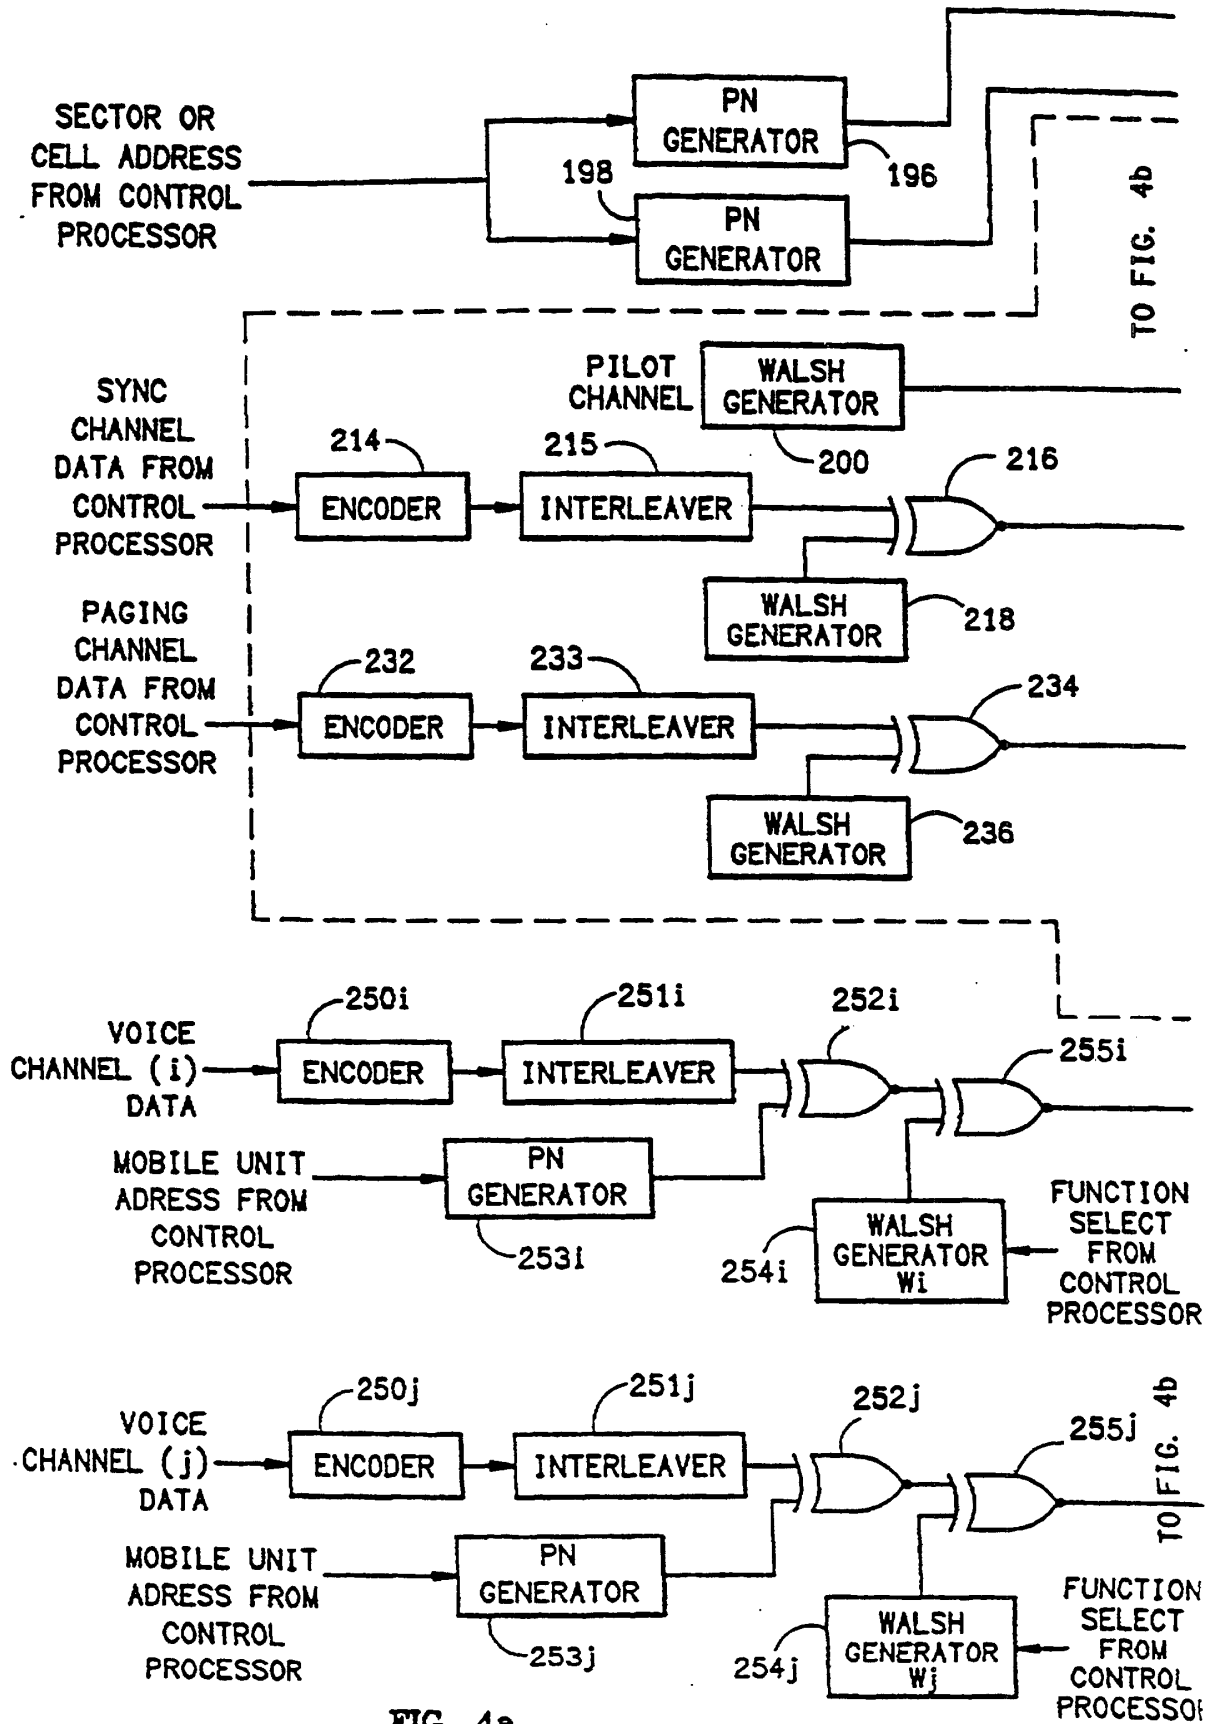 SECTOR OR
CELL ADDRESS
FROM CONTROL
PROCESSOR
PN
GENERATOR
196
198
PN
GENERATOR
TO FIG. 4b
PILOT
CHANNEL
WALSH
GENERATOR
200
SYNC
CHANNEL
DATA FROM
CONTROL
PROCESSOR
214
ENCODER
215
INTERLEAVER
216
WALSH
GENERATOR
218
PAGING
CHANNEL
DATA FROM
CONTROL
PROCESSOR
232
ENCODER
233
INTERLEAVER
234
WALSH
GENERATOR
236
VOICE
CHANNEL (i)
DATA
250i
ENCODER
251i
INTERLEAVER
252i
255i
MOBILE UNIT
ADRESS FROM
CONTROL
PROCESSOR
PN
GENERATOR
253i
WALSH
GENERATOR
Wi
254i
FUNCTION
SELECT
FROM
CONTROL
PROCESSOR
VOICE
CHANNEL (j)
DATA
250j
ENCODER
251j
INTERLEAVER
252j
255j
TO FIG. 4b
MOBILE UNIT
ADRESS FROM
CONTROL
PROCESSOR
PN
GENERATOR
253j
WALSH
GENERATOR
Wj
254j
FUNCTION
SELECT
FROM
CONTROL
PROCESSOR
FIG. 4a